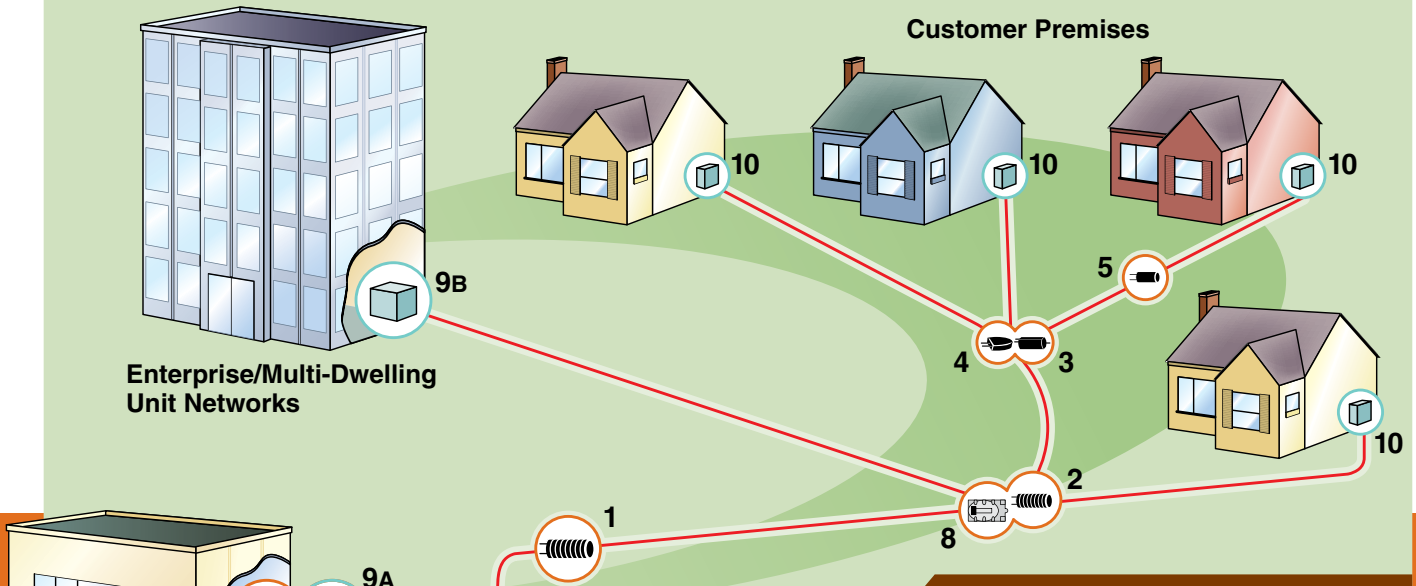 Customer Premises
10
10
10
5
9B
4
3
Enterprise/Multi-Dwelling
Unit Networks
10
2
1
8
9A